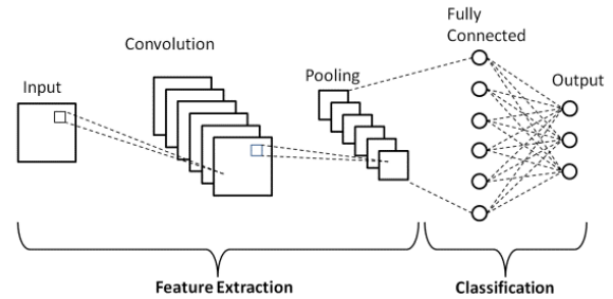 Fully
Connected
Convolution
Pooling
Output
Input
Feature Extraction
Classification